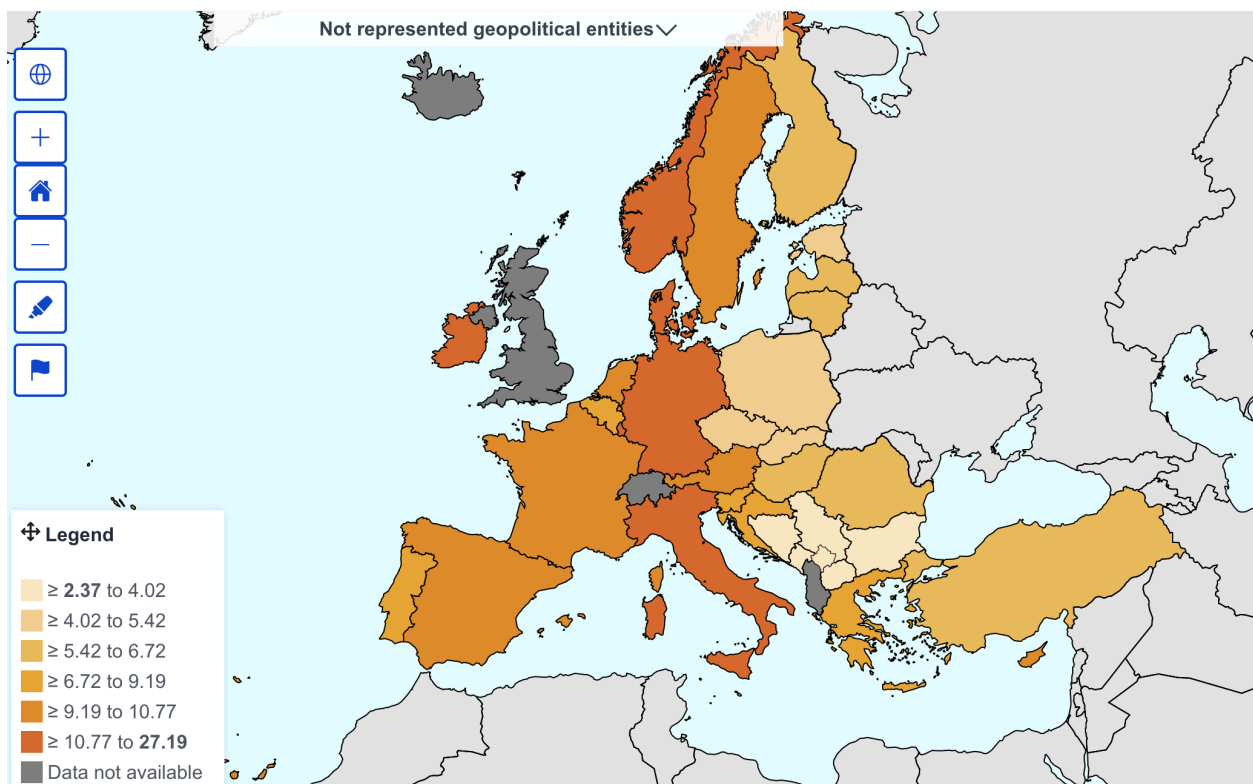 Not represented geopolitical entities
Legend
≥ 2.37 to 4.02
≥ 4.02 to 5.42
≥ 5.42 to 6.72
≥ 6.72 to 9.19
≥ 9.19 to 10.77
≥ 10.77 to 27.19
Data not available